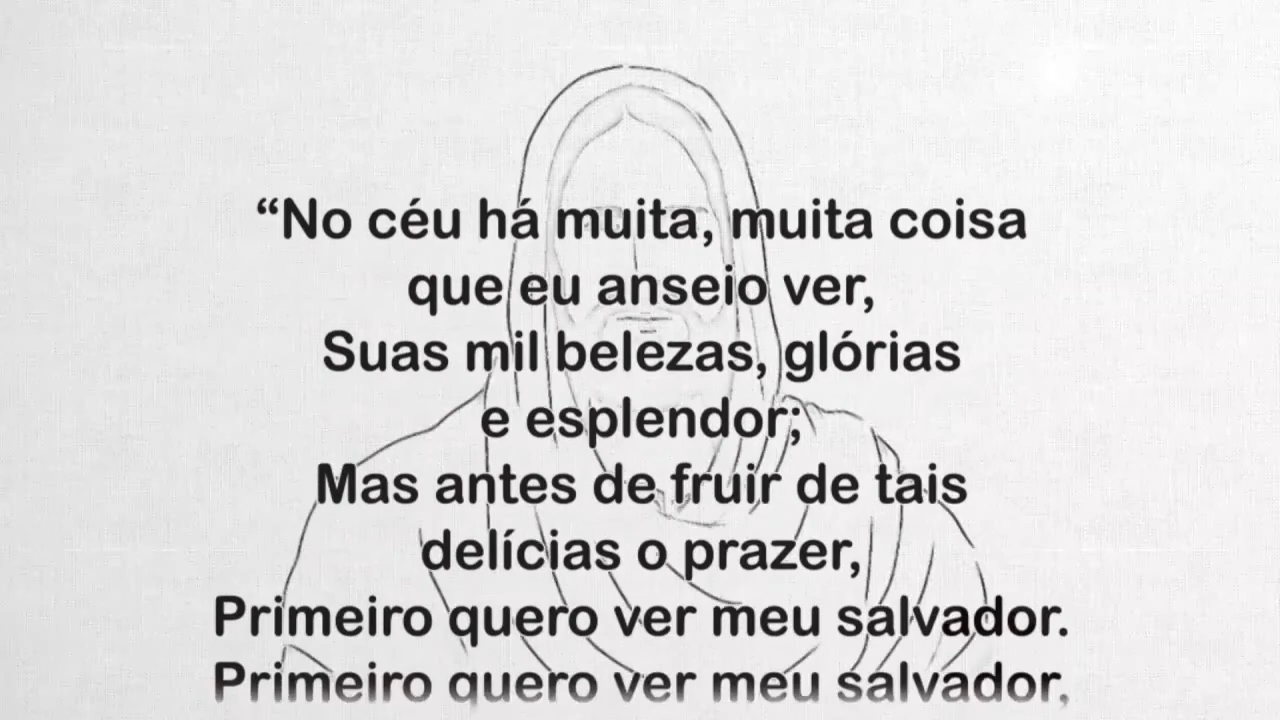 “No céu há muita, muita coisa
que eu anseio ver,
Suas mil belezas, glórias
e esplendor;
Mas antes de fruir de tais
delícias o prazer,
Primeiro quero ver meu salvador.
Primeiro quero ver meu salvador,